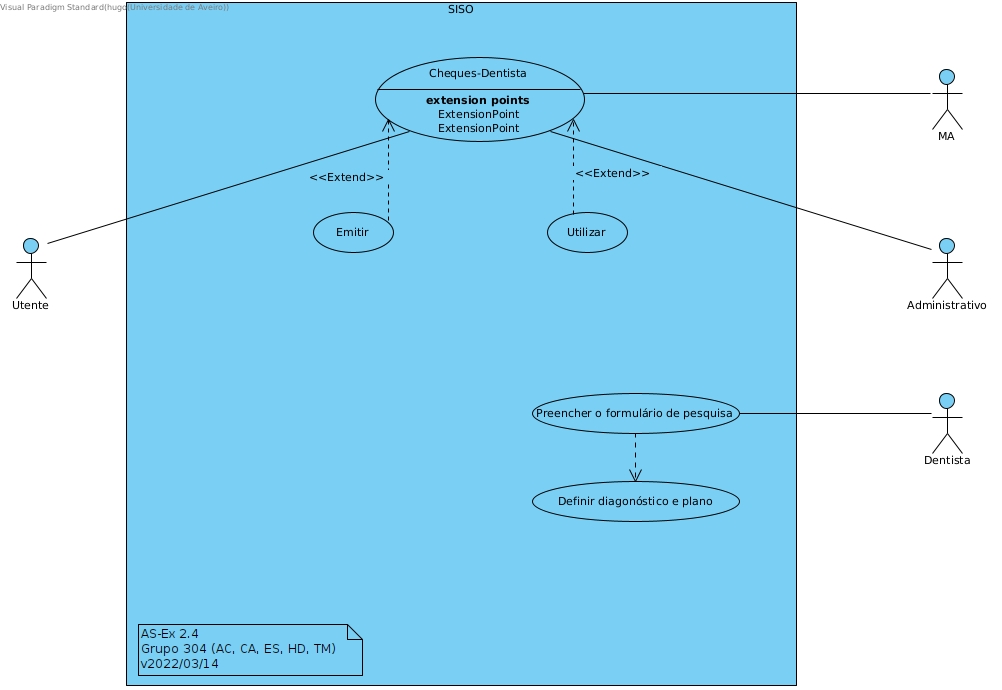 Visual Paradigm Standard(hugo(Universidade de Aveiro))
SISO
Cheques-Dentista
extension points
ExtensionPoint
ExtensionPoint
MA
<<Extend>>
<<Extend>>
Emitir
Utilizar
Utente
Administrativo
Preencher o formulário de pesquisa
Dentista
Definir diagonóstico e plano
AS-Ex 2.4
Grupo 304 (AC, CA, ES, HD, TM)
v2022/03/14